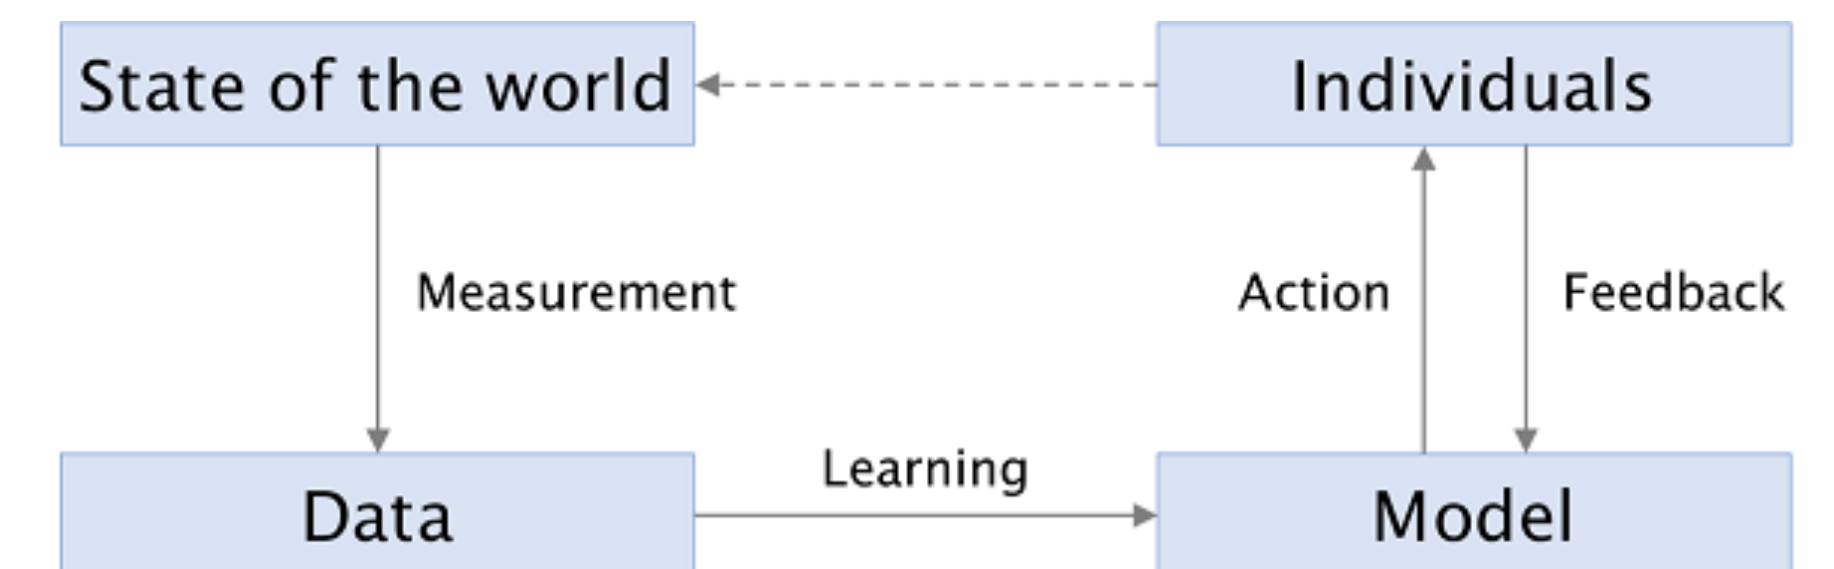 State of the world
Individuals
Measurement
Action
Feedback
Learning
Data
Model